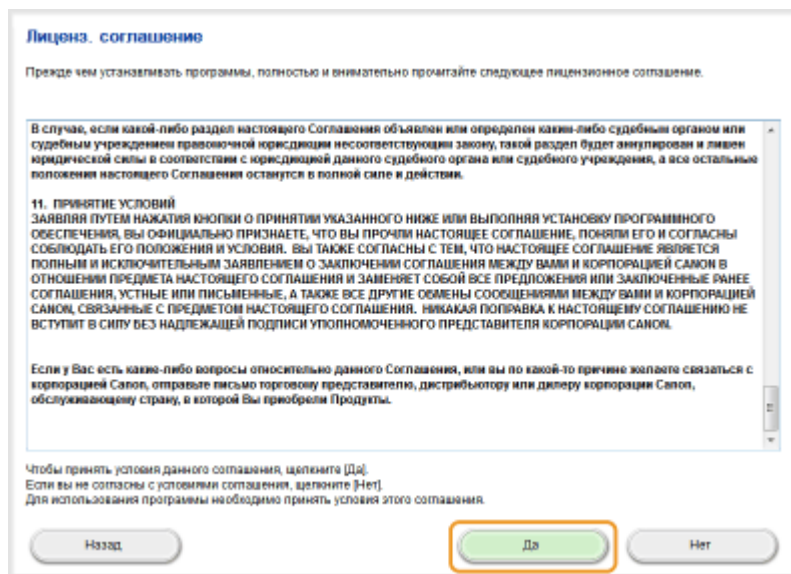 Лиценз. соглашение
Прежде чем устанавливать программы, полностью и внимательно прочитайте следующее лицензионное соглашение.
В случае, если какой-либо раздел настоящего Соглашения объявлен или определен каким-либо судебным органом или
судебным учреждением правомочной юрисдикции несоответствующим закону, такой раздел будет аннулирован и лишен
юридической силы в соответствии с юрисдикцией данного судебного органа или судебного учреждения, а все остальные
положения настоящего Соглашения останутся в полной силе и действии.
11. ПРИНЯТИЕ УСЛОВИЙ
ЗАЯВЛЯЯ ПУТЕМ НАЖАТИЯ КНОПКИ О ПРИНЯТИИ УКАЗАННОГО НИЖЕ ИЛИ ВЫПОЛНЯЯ УСТАНОВКУ ПРОГРАММНОГО
ОБЕСПЕЧЕНИЯ, ВЫ ОФИЦИАЛЬНО ПРИЗНАЕТЕ, ЧТО ВЫ ПРОЧЛИ НАСТОЯЩЕЕ СОГЛАШЕНИЕ, ПОНЯЛИ ЕГО И СОГЛАСНЫ
СОБЛЮДАТЬ ЕГО ПОЛОЖЕНИЯ И УСЛОВИЯ. ВЫ ТАКЖЕ СОГЛАСНЫ С ТЕМ, ЧТО НАСТОЯЩЕЕ СОГЛАШЕНИЕ ЯВЛЯЕТСЯ
ПОЛНЫМ И ИСКЛЮЧИТЕЛЬНЫМ ЗАЯВЛЕНИЕМ О ЗАКЛЮЧЕНИИ СОГЛАШЕНИЯ МЕЖДУ ВАМИ И КОРПОРАЦИЕЙ CANON В
ОТНОШЕНИИ ПРЕДМЕТА НАСТОЯЩЕГО СОГЛАШЕНИЯ И ЗАМЕНЯЕТ СОБОЙ ВСЕ ПРЕДЛОЖЕНИЯ ИЛИ ЗАКЛЮЧЕННЫЕ РАНЕЕ
СОГЛАШЕНИЯ, УСТНЫЕ ИЛИ ПИСЬМЕННЫЕ, А ТАКЖЕ ВСЕ ДРУГИЕ ОБМЕНЫ СООБЩЕНИЯМИ МЕЖДУ ВАМИ И КОРПОРАЦИЕЙ
CANON, СВЯЗАННЫЕ С ПРЕДМЕТОМ НАСТОЯЩЕГО СОГЛАШЕНИЯ. НИКАКАЯ ПОПРАВКА К НАСТОЯЩЕМУ СОГЛАШЕНИЮ НЕ
ВСТУПИТ В СИЛУ БЕЗ НАДЛЕЖАЩЕЙ ПОДПИСИ УПОЛНОМОЧЕННОГО ПРЕДСТАВИТЕЛЯ КОРПОРАЦИИ CANON.
Если у Вас есть какие-либо вопросы относительно данного Соглашения, или вы по какой-то причине желаете связаться с
корпорацией Canon, отправьте письмо торговому представителю, дистрибьютору или дилеру корпорации Canon,
обслуживающему страну, в которой Вы приобрели Продукты.
Чтобы принять условия данного соглашения, щелкните [Да].
Если вы не согласны с условиями соглашения, щелкните [Нет].
Для использования программы необходимо принять условия этого соглашения.
Назад
Да
Нет